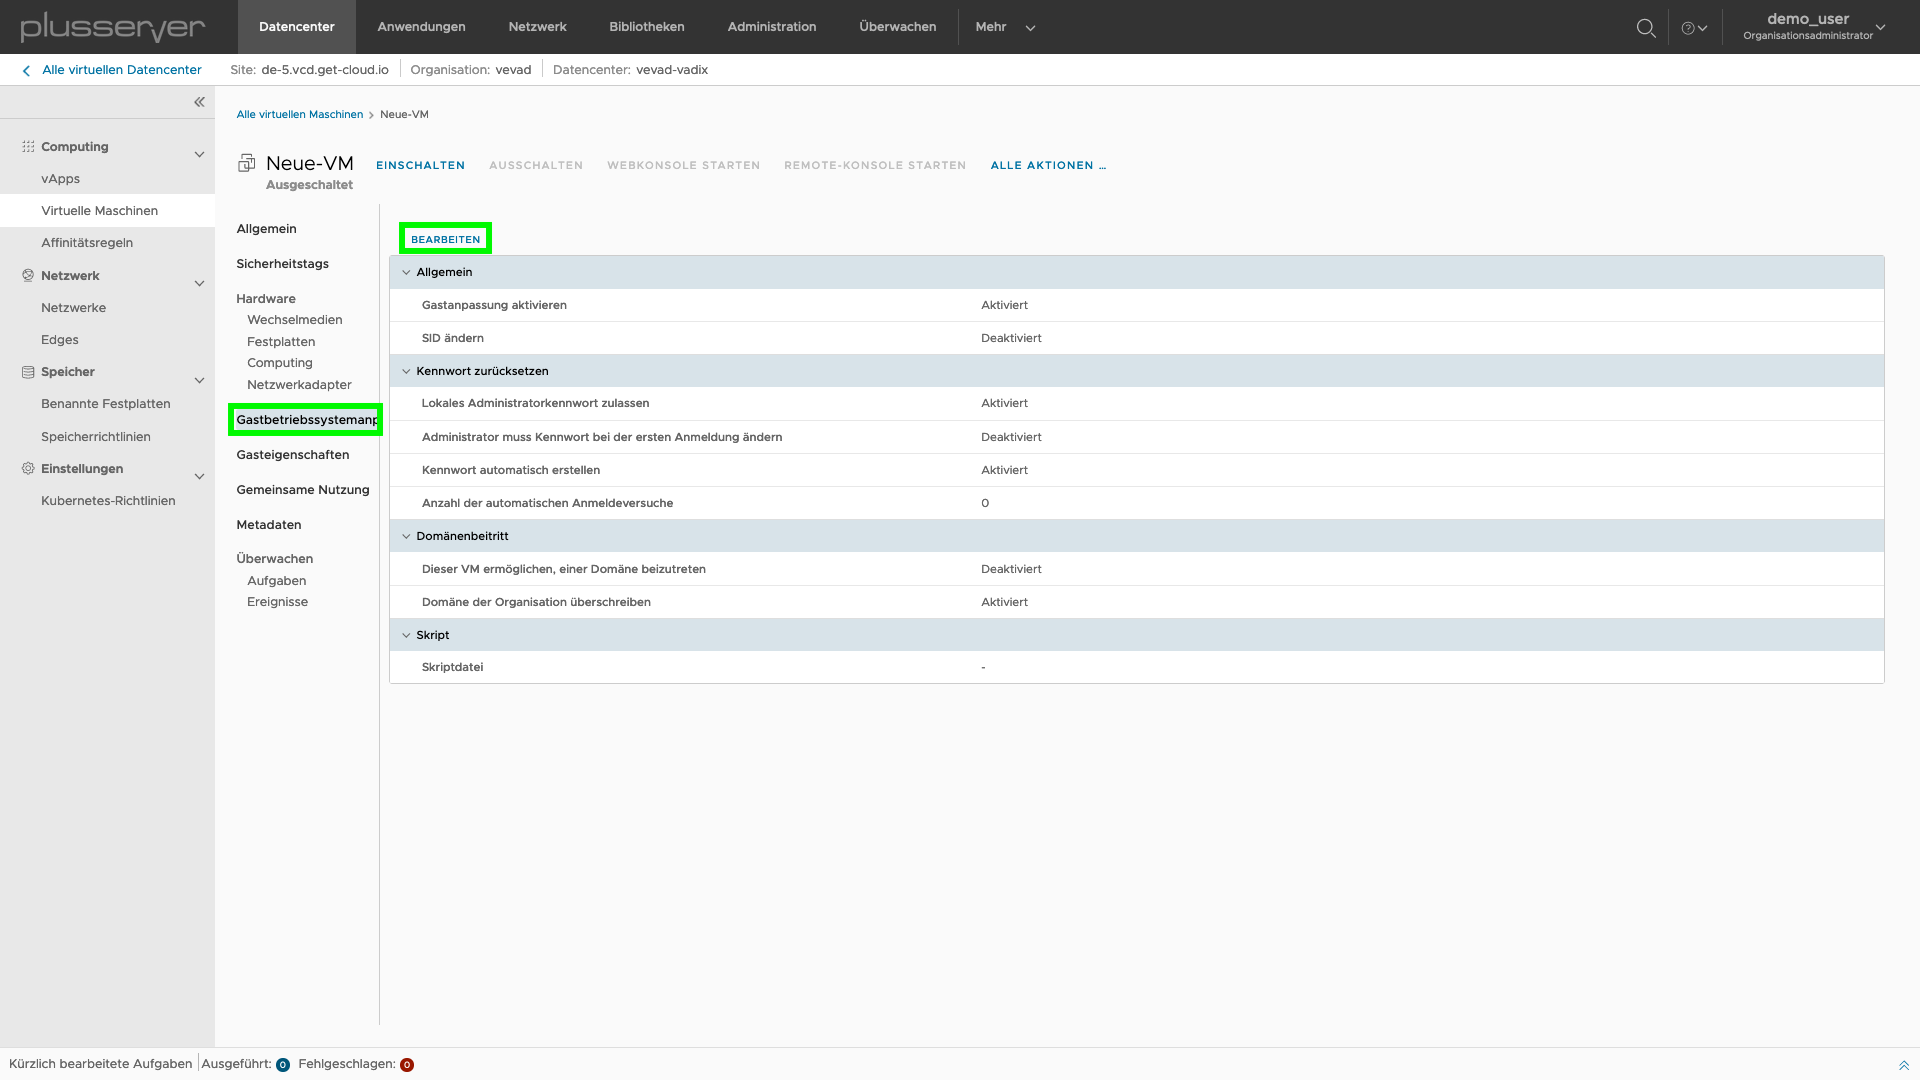 plusserver
Datencenter
Anwendungen
Netzwerk
Bibliotheken
Administration
Überwachen
Mehr
demo_user
Organisationsadministrator
Alle virtuellen Datencenter
Site: de-5.vcd.get-cloud.io
Organisation: vevad
Datencenter: vevad-vadix
Computing
vApps
Virtuelle Maschinen
Affinitätsregeln
Netzwerk
Netzwerke
Edges
Speicher
Benannte Festplatten
Speicherrichtlinien
Einstellungen
Kubernetes-Richtlinien
Alle virtuellen Maschinen > Neue-VM
Neue-VM
Ausgeschaltet
EINSCHALTEN
AUSSCHALTEN
WEBKONSOLE STARTEN
REMOTE-KONSOLE STARTEN
ALLE AKTIONEN ...
Allgemein
Sicherheitstags
Hardware
Wechselmedien
Festplatten
Computing
Netzwerkadapter
Gastbetriebssystemanp
Gasteigenschaften
Gemeinsame Nutzung
Metadaten
Überwachen
Aufgaben
Ereignisse
BEARBEITEN
Allgemein
Gastanpassung aktivieren Aktiviert
SID ändern Deaktiviert
Kennwort zurücksetzen
Lokales Administratorkennwort zulassen Aktiviert
Administrator muss Kennwort bei der ersten Anmeldung ändern Deaktiviert
Kennwort automatisch erstellen Aktiviert
Anzahl der automatischen Anmeldeversuche 0
Domänenbeitritt
Dieser VM ermöglichen, einer Domäne beizutreten Deaktiviert
Domäne der Organisation überschreiben Aktiviert
Skript
Skriptdatei -
Kürzlich bearbeitete Aufgaben Ausgeführt: 0 Fehlgeschlagen: 0